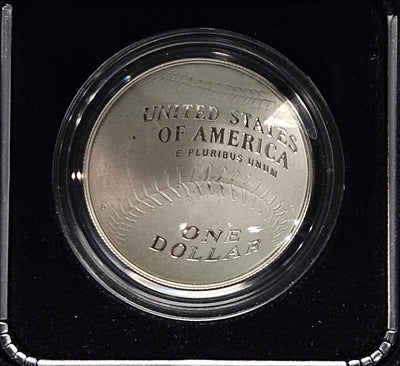 UNITED STATES
OF AMERICA
E PLURIBUS UNUM
ONE
DOLLAR